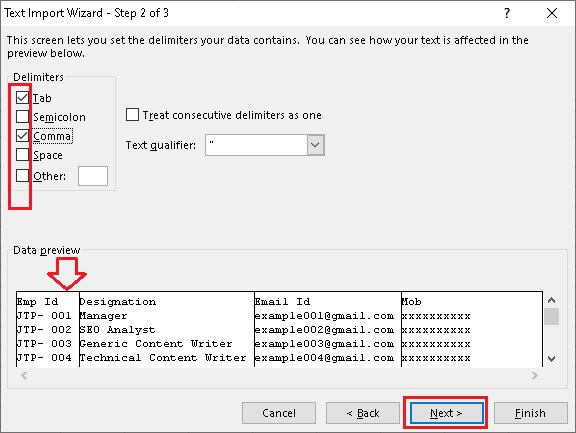 Text Import Wizard - Step 2 of 3 ? ×
This screen lets you set the delimiters your data contains. You can see how your text is affected in the
preview below.
Delimiters
Tab
Semicolon Treat consecutive delimiters as one
Comma Text qualifier: "
Space
Other:
Data preview
Emp Id Designation Email Id Mob
JTP- 001 Manager example001@gmail.com xxxxxxxxxx
JTP- 002 SEO Analyst example002@gmail.com xxxxxxxxxx
JTP- 003 Generic Content Writer example003@gmail.com xxxxxxxxxx
JTP- 004 Technical Content Writer example004@gmail.com xxxxxxxxxx
Cancel < Back Next > Finish